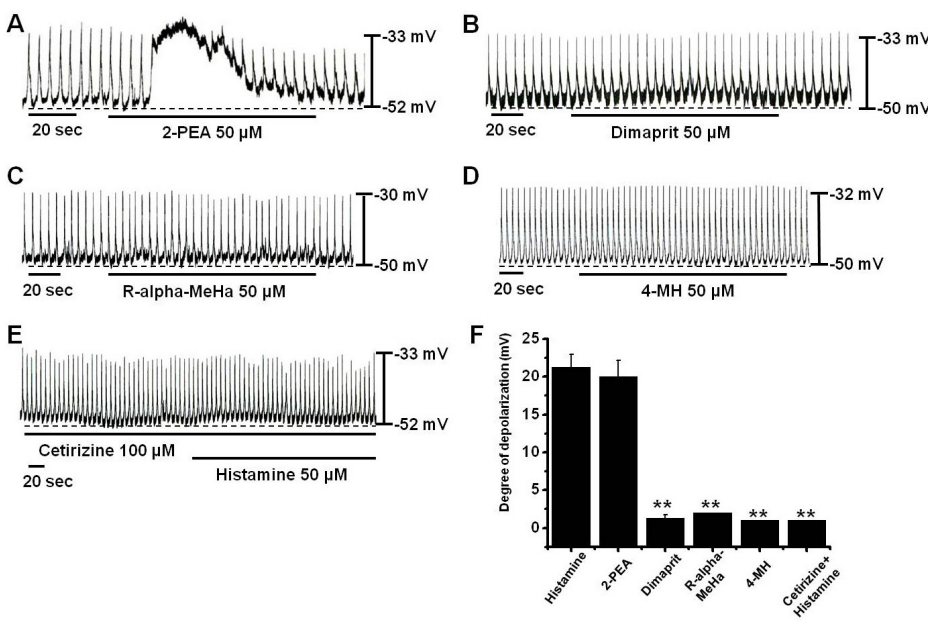 A
-33 mV
-52 mV
20 sec
2-PEA 50 µM
B
-33 mV
-50 mV
20 sec
Dimaprit 50 µM
C
-30 mV
-50 mV
20 sec
R-alpha-MeHa 50 µM
D
-32 mV
-50 mV
20 sec
4-MH 50 µM
E
-33 mV
-52 mV
Cetirizine 100 µM
20 sec
Histamine 50 µM
F
Degree of depolarization (mV)
25
20
15
10
5
0
**
**
**
**
Histamine
2-PEA
Dimaprit
R-alpha-
MeHa
4-MH
Cetirizine+
Histamine